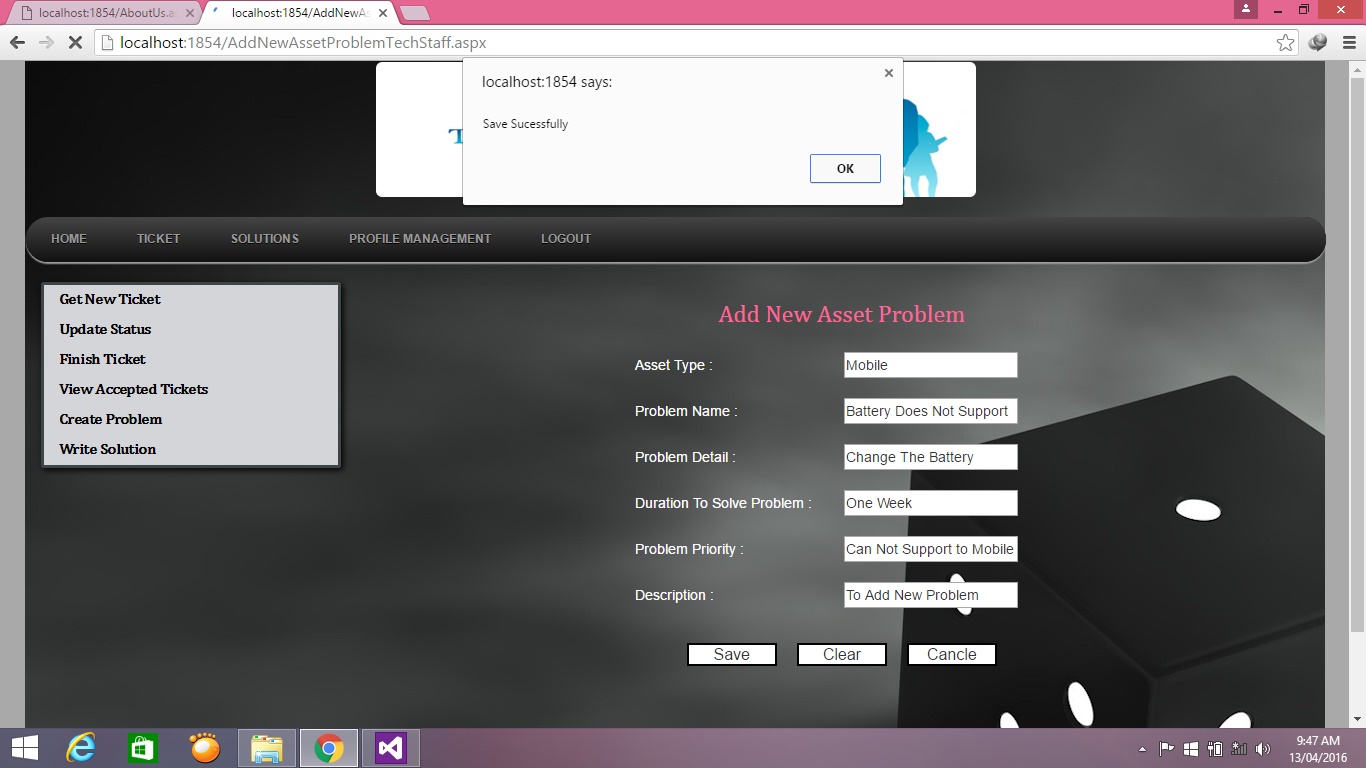 localhost:1854/AboutUs.a
localhost:1854/AddNewAs
localhost:1854/AddNewAssetProblemTechStaff.aspx
localhost:1854 says:
Save Sucessfully
OK
T
HOME TICKET SOLUTIONS PROFILE MANAGEMENT LOGOUT
Get New Ticket
Update Status
Finish Ticket
View Accepted Tickets
Create Problem
Write Solution
Add New Asset Problem
Asset Type : Mobile
Problem Name : Battery Does Not Support
Problem Detail : Change The Battery
Duration To Solve Problem : One Week
Problem Priority : Can Not Support to Mobile
Description : To Add New Problem
Save Clear Cancle
9:47 AM
13/04/2016